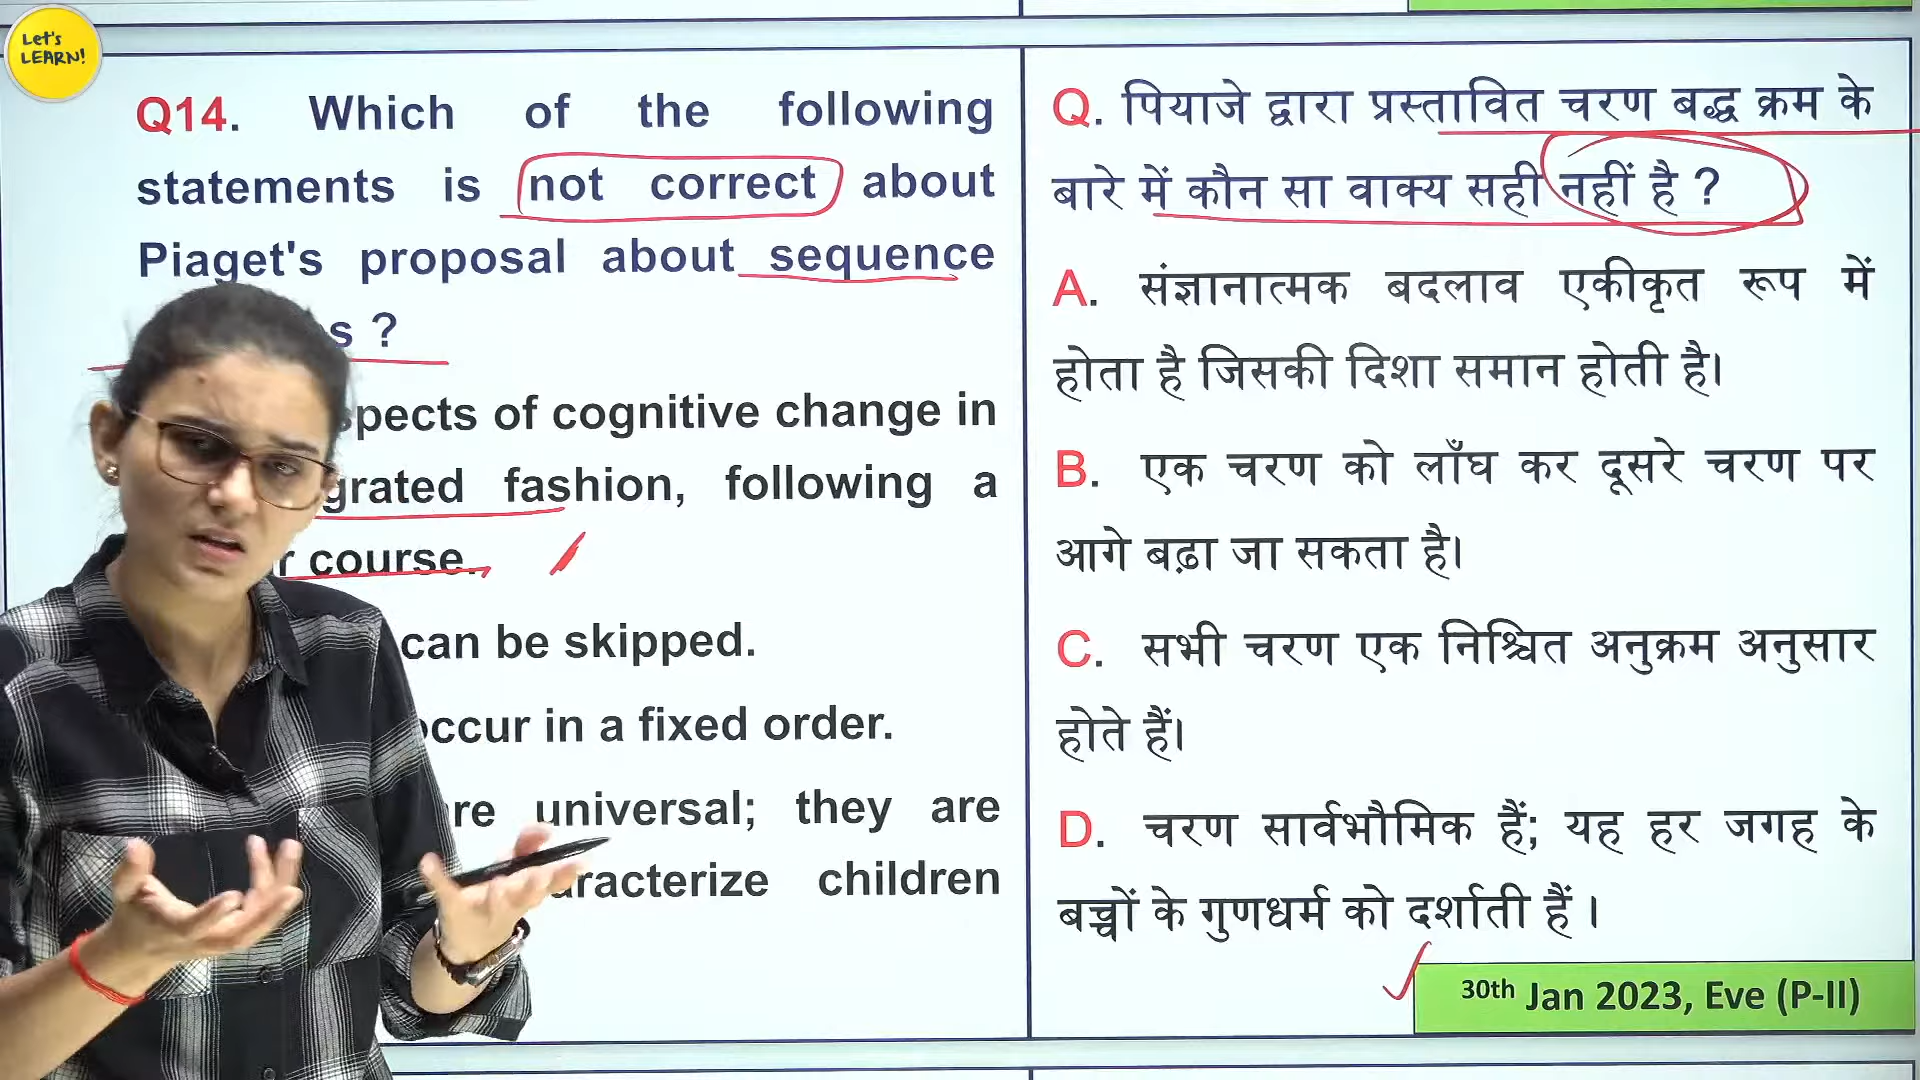 Let's
LEARN!
Q14. Which of the following
statements is not correct about
Piaget's proposal about sequence
s ?
spects of cognitive change in
grated fashion, following a
r course.
can be skipped.
occur in a fixed order.
re universal; they are
aracterize children
Q. पियाजे द्वारा प्रस्तावित चरण बद्ध क्रम के
बारे में कौन सा वाक्य सही नहीं है ?
A. संज्ञानात्मक बदलाव एकीकृत रूप में
होता है जिसकी दिशा समान होती है।
B. एक चरण को लाँघ कर दूसरे चरण पर
आगे बढ़ा जा सकता है।
C. सभी चरण एक निश्चित अनुक्रम अनुसार
होते हैं।
D. चरण सार्वभौमिक हैं; यह हर जगह के
बच्चों के गुणधर्म को दर्शाती हैं ।
30th Jan 2023, Eve (P-II)